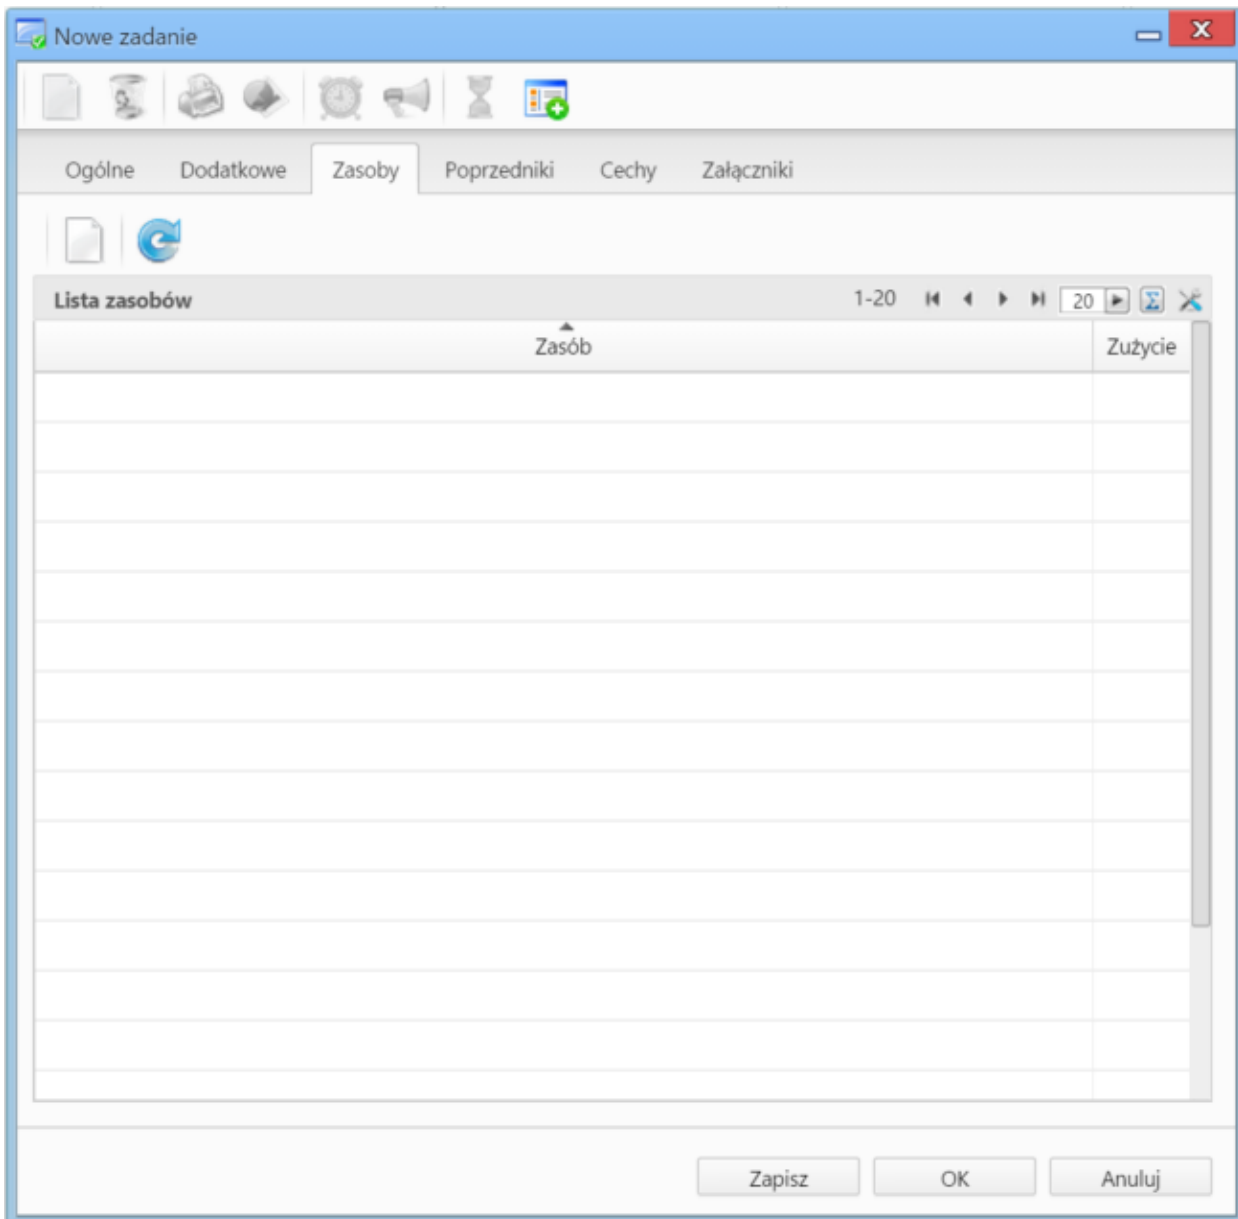 Nowe zadanie
Ogólne Dodatkowe Zasoby Poprzedniki Cechy Załączniki
Lista zasobów 1-20 20 Σ
Zasób Zużycie
Zapisz OK Anuluj